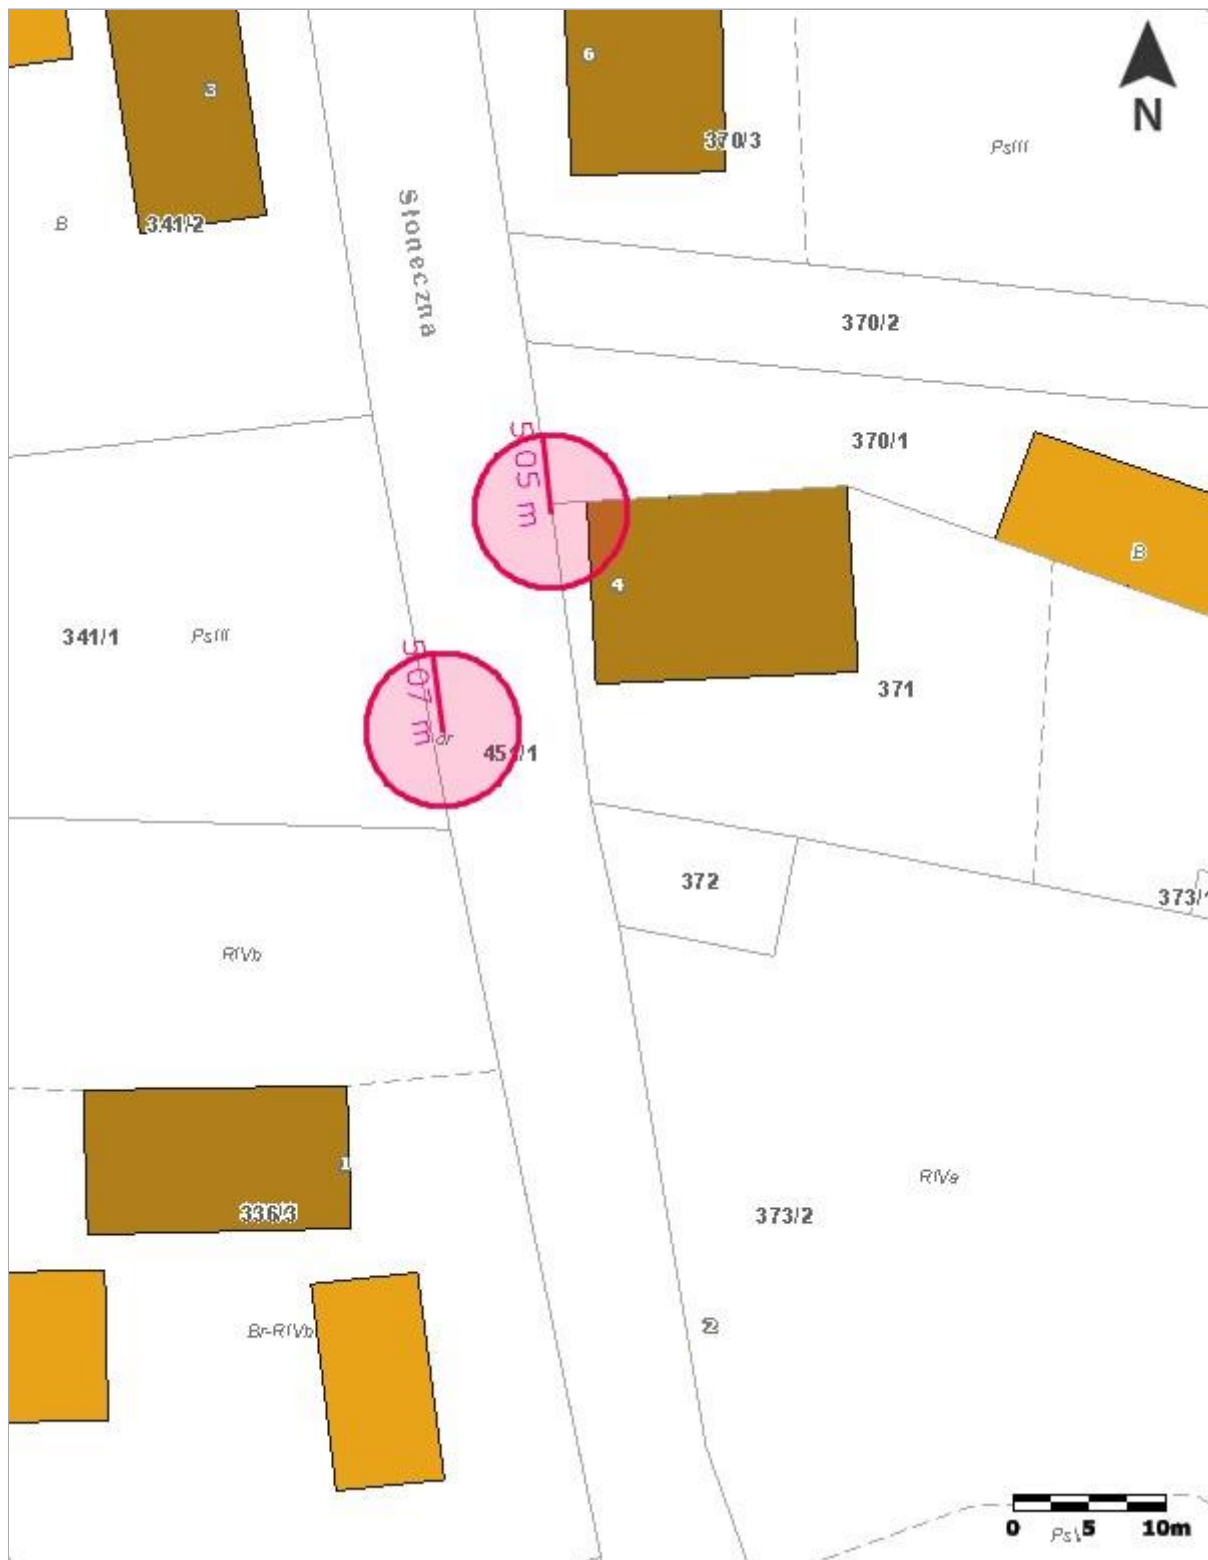 6
3
N
370/3
PsIII
B
341/2
Słoneczna
370/2
5.05 m
370/1
B
4
341/1
PsIII
5.07 m
371
dr
451/1
372
373/1
RIVb
RIVa
1
336/3
373/2
2
Br-RIVb
0 5 10m